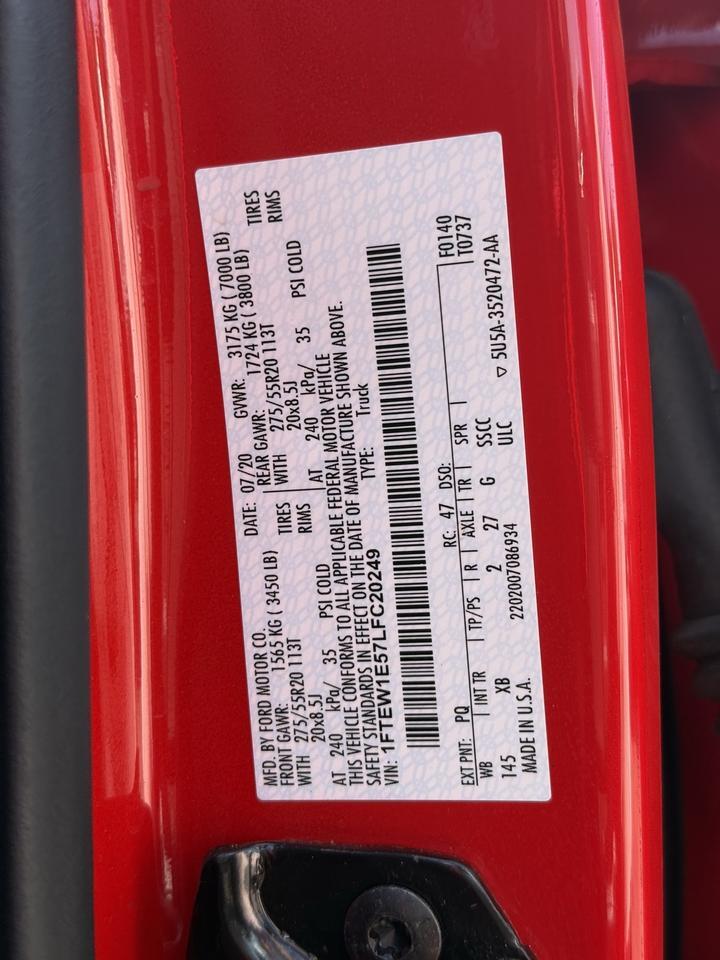 MFD. BY FORD MOTOR CO. DATE: 07/20 GVWR: 3175 KG ( 7000 LB)
FRONT GAWR: 1565 KG ( 3450 LB) REAR GAWR: 1724 KG ( 3800 LB)
WITH 275/55R20 113T TIRES WITH 275/55R20 113T TIRES
20x8.5J RIMS 20x8.5J RIMS
AT 240 kPa/ 35 PSI COLD AT 240 kPa/ 35 PSI COLD
THIS VEHICLE CONFORMS TO ALL APPLICABLE FEDERAL MOTOR VEHICLE
SAFETY STANDARDS IN EFFECT ON THE DATE OF MANUFACTURE SHOWN ABOVE.
VIN: 1FTEW1E57LFC20249 TYPE: Truck
F0140
EXT PNT: PQ RC: 47 DSO: T0737
WB INT TR TP/PS R AXLE TR SPR
145 XB 2 27 G SSCC
MADE IN U.S.A. 2202007086934 ULC ▽ 5U5A-3520472-AA